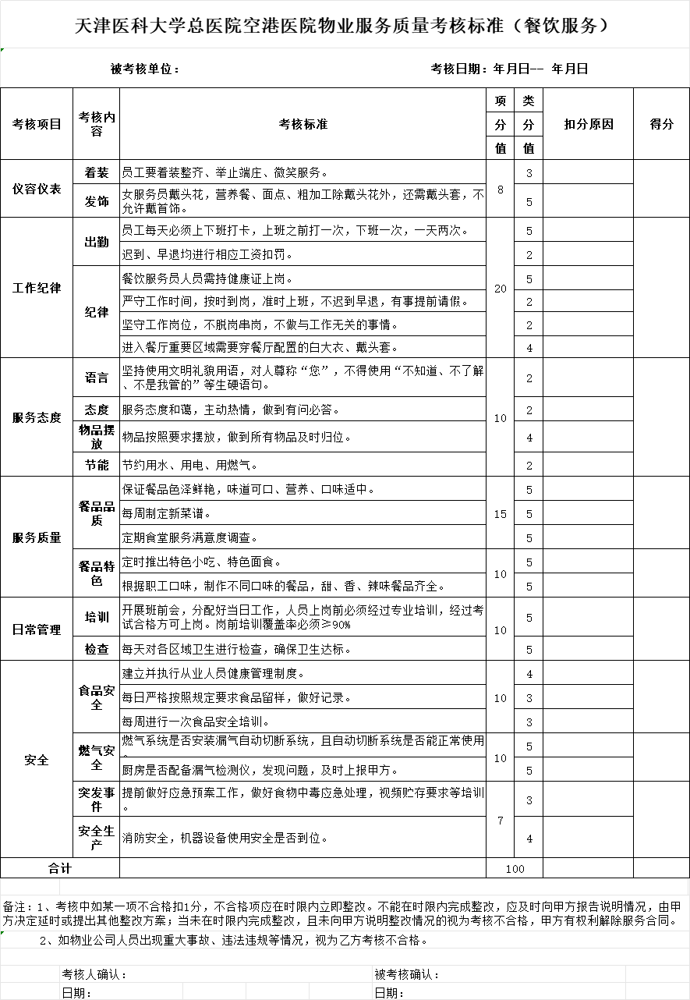 天津医科大学总医院空港医院物业服务质量考核标准（餐饮服务）
被考核单位： 考核日期：年月日-- 年月日
考核项目 考核内容 考核标准 项分值 类分值 扣分原因 得分
仪容仪表 着装 员工要着装整齐、举止端庄、微笑服务。 8 3
发饰 女服务员戴头花，营养餐、面点、粗加工除戴头花外，还需戴头套，不
允许戴首饰。 5
工作纪律 出勤 员工每天必须上下班打卡，上班之前打一次，下班一次，一天两次。 20 5
迟到、早退均进行相应工资扣罚。 2
纪律 餐饮服务员人员需持健康证上岗。 5
严守工作时间，按时到岗，准时上班，不迟到早退，有事提前请假。 2
坚守工作岗位，不脱岗串岗，不做与工作无关的事情。 2
进入餐厅重要区域需要穿餐厅配置的白大衣、戴头套。 4
服务态度 语言 坚持使用文明礼貌用语，对人尊称“您”，不得使用“不知道、不了解
、不是我管的”等生硬语句。 10 2
态度 服务态度和蔼，主动热情，做到有问必答。 2
物品摆放 物品按照要求摆放，做到所有物品及时归位。 4
节能 节约用水、用电、用燃气。 2
服务质量 餐品品质 保证餐品色泽鲜艳，味道可口、营养、口味适中。 15 5
每周制定新菜谱。 5
定期食堂服务满意度调查。 5
餐品特色 定时推出特色小吃、特色面食。 10 5
根据职工口味，制作不同口味的餐品，甜、香、辣味餐品齐全。 5
日常管理 培训 开展班前会，分配好当日工作，人员上岗前必须经过专业培训，经过考
试合格方可上岗。岗前培训覆盖率必须≥90% 10 5
检查 每天对各区域卫生进行检查，确保卫生达标。 5
安全 食品安全 建立并执行从业人员健康管理制度。 10 4
每日严格按照规定要求食品留样，做好记录。 3
每周进行一次食品安全培训。 3
燃气安全 燃气系统是否安装漏气自动切断系统，且自动切断系统是否能正常使用
。 10 5
厨房是否配备漏气检测仪，发现问题，及时上报甲方。 5
突发事件 提前做好应急预案工作，做好食物中毒应急处理，视频贮存要求等培训
。 7 3
安全生产 消防安全，机器设备使用安全是否到位。 4
合计 100
备注：1、考核中如某一项不合格扣1分，不合格项应在时限内立即整改。不能在时限内完成整改，应及时向甲方报告说明情况，由甲
方决定延时或提出其他整改方案；当未在时限内完成整改，且未向甲方说明整改情况的视为考核不合格，甲方有权利解除服务合同。
2、如物业公司人员出现重大事故、违法违规等情况，视为乙方考核不合格。
考核人确认： 被考核确认：
日期： 日期：